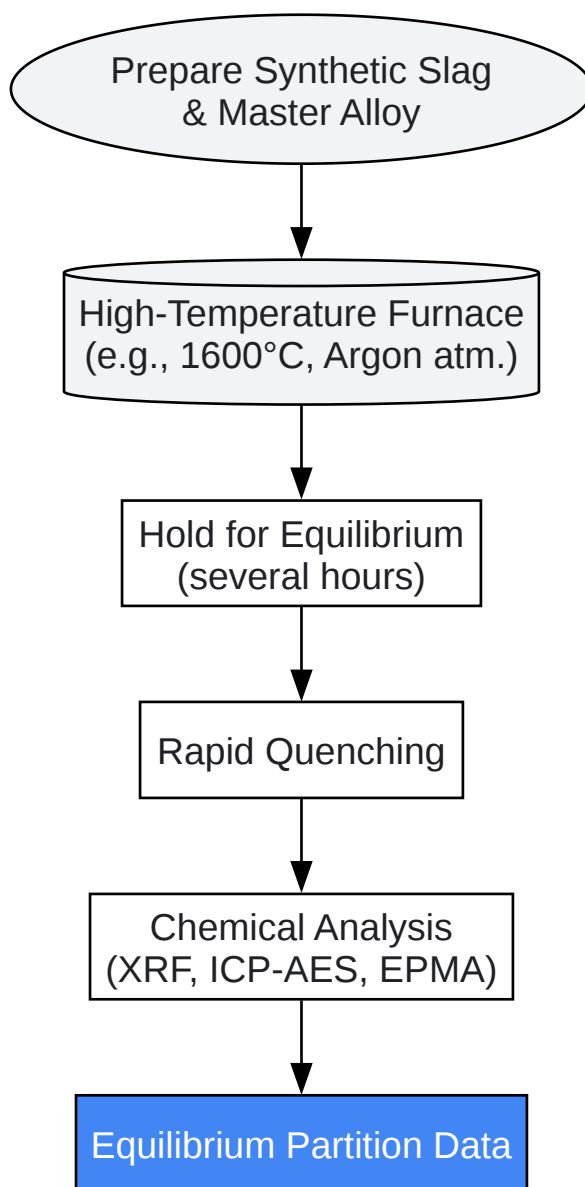 Prepare Synthetic Slag
& Master Alloy
High-Temperature Furnace
(e.g., 1600°C, Argon atm.)
Hold for Equilibrium
(several hours)
Rapid Quenching
Chemical Analysis
(XRF, ICP-AES, EPMA)
Equilibrium Partition Data